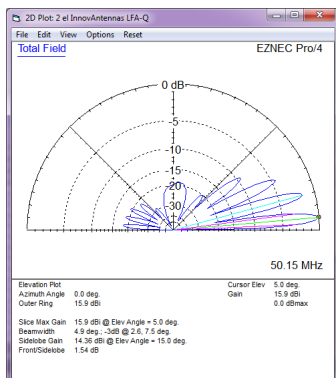 2D Plot: 2 el InnovAntennas LFA-Q
File Edit View Options Reset
Total Field EZNEC Pro/4
0 dB
-5
-10
-15
-20
-30
50.15 MHz
Elevation Plot Cursor Elev 5.0 deg.
Azimuth Angle 0.0 deg. Gain 15.9 dBi
Outer Ring 15.9 dBi 0.0 dBmax
Slice Max Gain 15.9 dBi @ Elev Angle = 5.0 deg.
Beamwidth 4.9 deg.; -3dB @ 2.6, 7.5 deg.
Sidelobe Gain 14.36 dBi @ Elev Angle = 15.0 deg.
Front/Sidelobe 1.54 dB